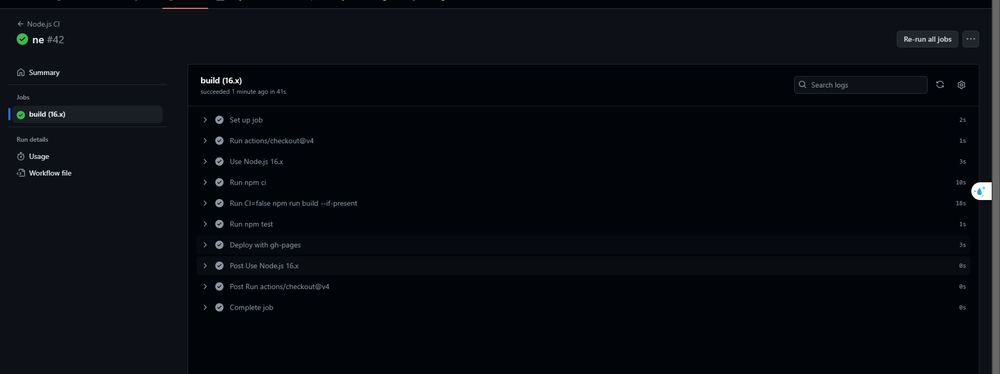 Node.js CI
ne #42
Re-run all jobs
Summary
Jobs
build (16.x)
Run details
Usage
Workflow file
build (16.x)
succeeded 1 minute ago in 41s
Search logs
Set up job 2s
Run actions/checkout@v4 1s
Use Node.js 16.x 3s
Run npm ci 10s
Run CI=false npm run build --if-present 18s
Run npm test 1s
Deploy with gh-pages 3s
Post Use Node.js 16.x 0s
Post Run actions/checkout@v4 0s
Complete job 0s